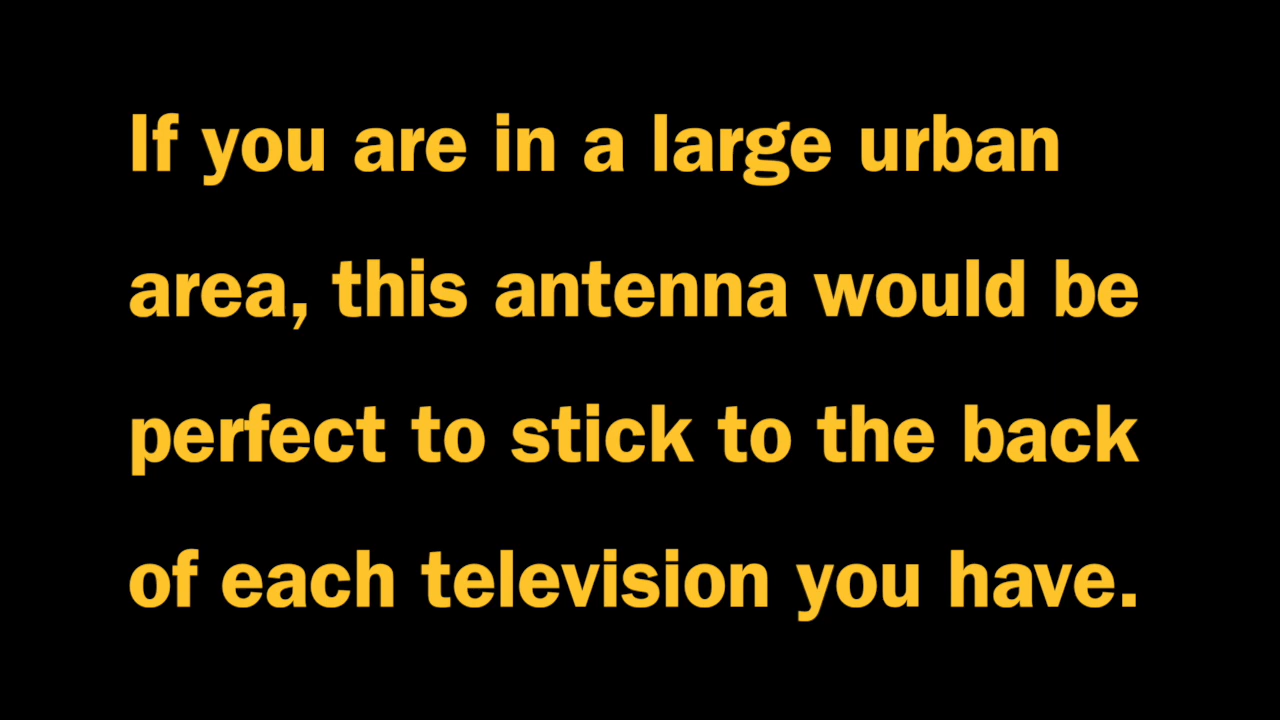 If you are in a large urban
area, this antenna would be
perfect to stick to the back
of each television you have.